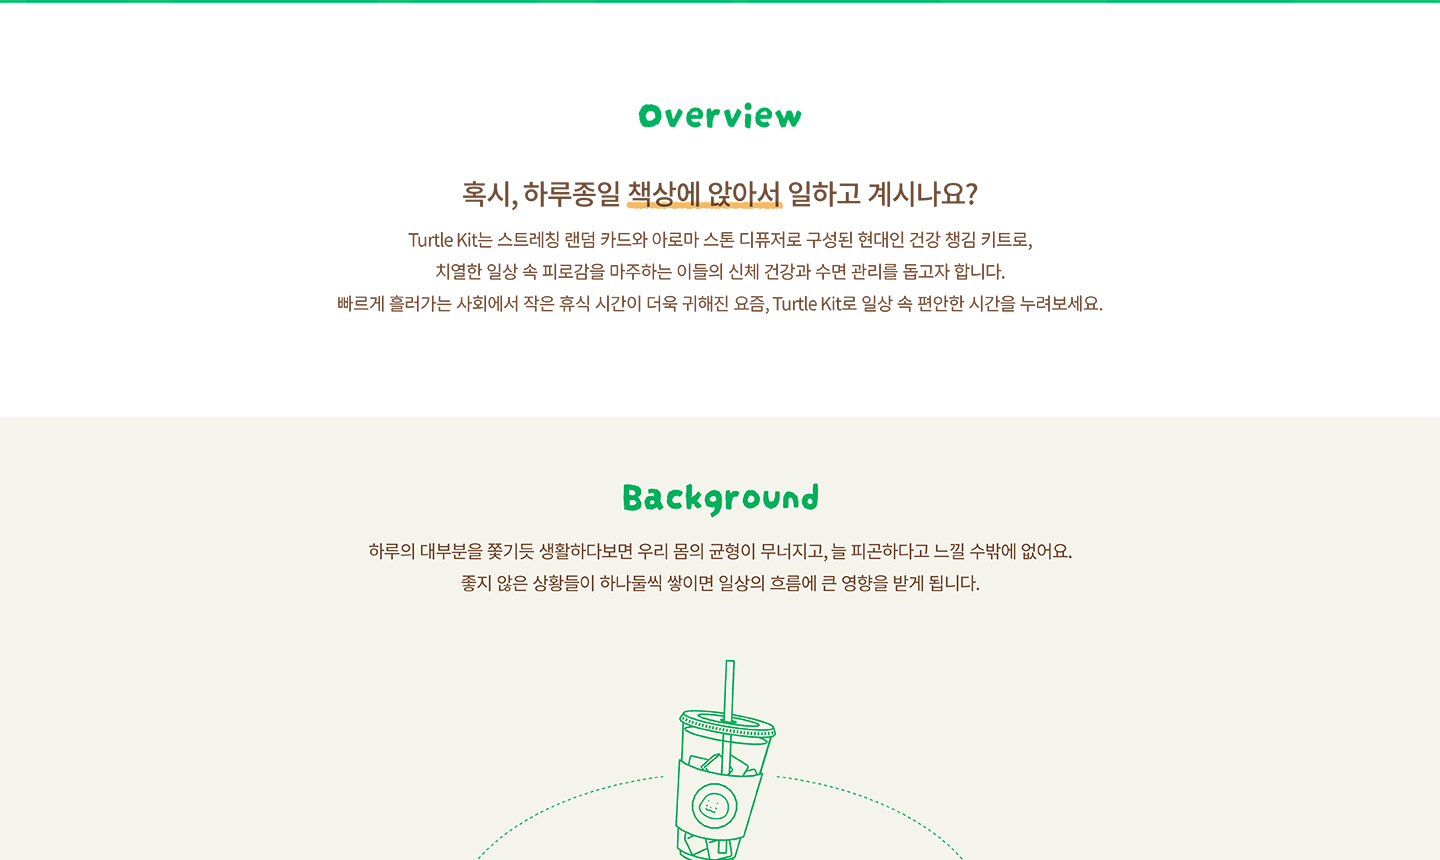 Overview
혹시, 하루종일 책상에 앉아서 일하고 계시나요?
Turtle Kit는 스트레칭 랜덤 카드와 아로마 스톤 디퓨저로 구성된 현대인 건강 챙김 키트로,
치열한 일상 속 피로감을 마주하는 이들의 신체 건강과 수면 관리를 돕고자 합니다.
빠르게 흘러가는 사회에서 작은 휴식 시간이 더욱 귀해진 요즘, Turtle Kit로 일상 속 편안한 시간을 누려보세요.
Background
하루의 대부분을 쫓기듯 생활하다보면 우리 몸의 균형이 무너지고, 늘 피곤하다고 느낄 수밖에 없어요.
좋지 않은 상황들이 하나둘씩 쌓이면 일상의 흐름에 큰 영향을 받게 됩니다.